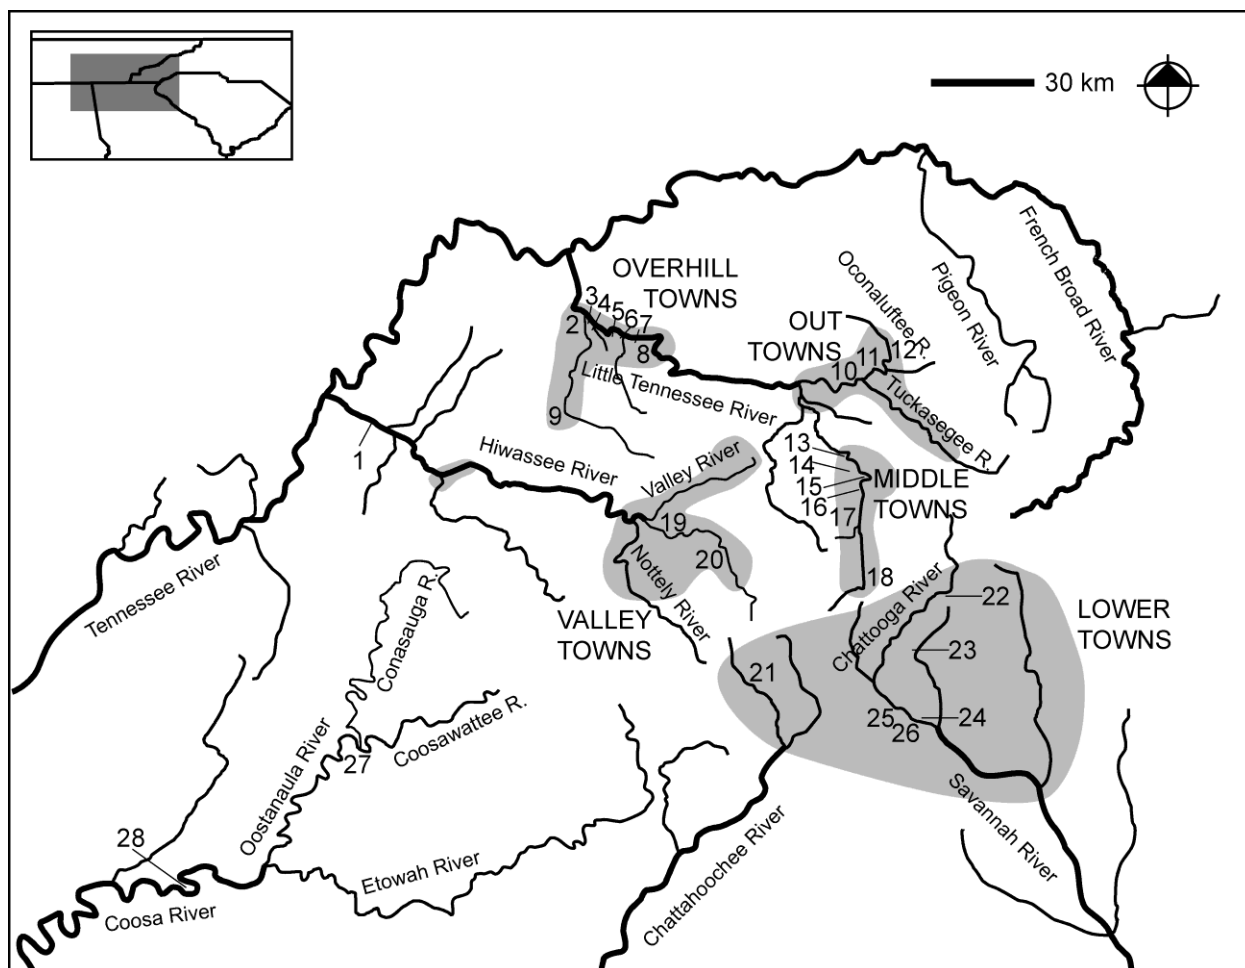 30 km
French Broad River
Oconaluftee R.
Pigeon River
OVERHILL
TOWNS
3
4
5
6
7
2
8
OUT
TOWNS
12
11
10
Little Tennessee River
Tuckasegee R.
9
1
Hiwassee River
Valley River
13
14
15
16
17
MIDDLE
TOWNS
19
20
18
Nottely River
Tennessee River
Conasauga R.
VALLEY
TOWNS
Chattooga River
22
LOWER
TOWNS
23
21
25
26
24
Coosawattee R.
27
Oostanaula River
Savannah River
28
Etowah River
Chattahoochee River
Coosa River